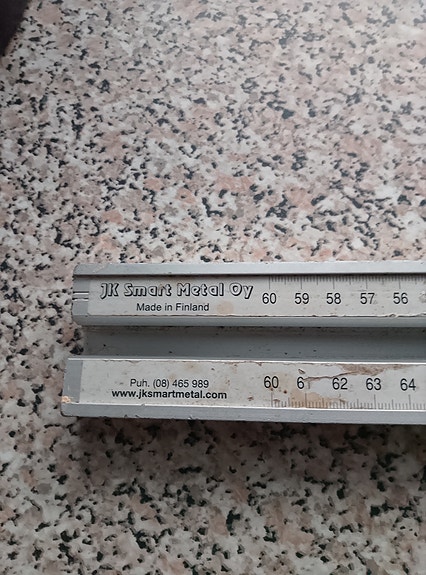 JK Smart Metal Oy
Made in Finland
60 59 58 57 56
Puh. (08) 465 989
www.jksmartmetal.com
60 6 62 63 64